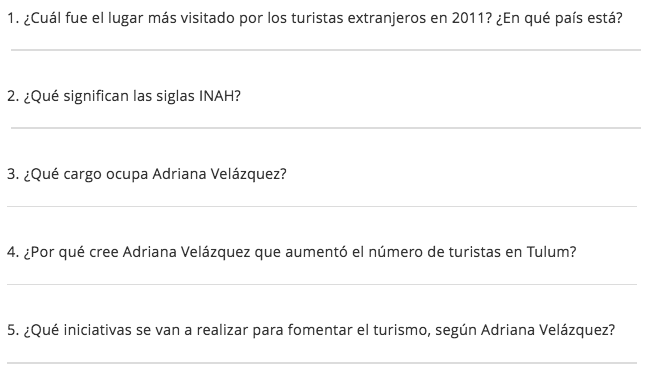 1. ¿Cuál fue el lugar más visitado por los turistas extranjeros en 2011? ¿En qué país está?
2. ¿Qué significan las siglas INAH?
3. ¿Qué cargo ocupa Adriana Velázquez?
4. ¿Por qué cree Adriana Velázquez que aumentó el número de turistas en Tulum?
5. ¿Qué iniciativas se van a realizar para fomentar el turismo, según Adriana Velázquez?